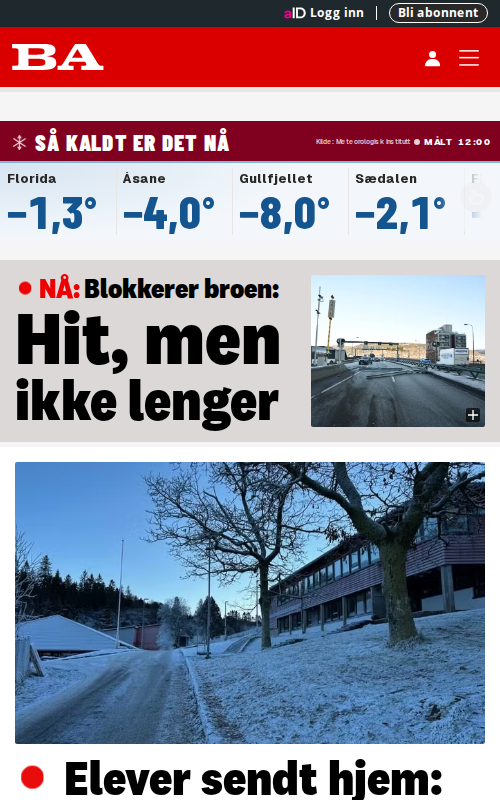 aID Logg inn
Bli abonnent
BA
SÅ KALDT ER DET NÅ
Kilde: Meteorologisk Institutt
MÅLT 12:00
Florida
Åsane
Gullfjellet
Sædalen
−1,3°
−4,0°
−8,0°
−2,1°
NÅ: Blokkerer broen:
Hit, men
ikke lenger
Elever sendt hjem: